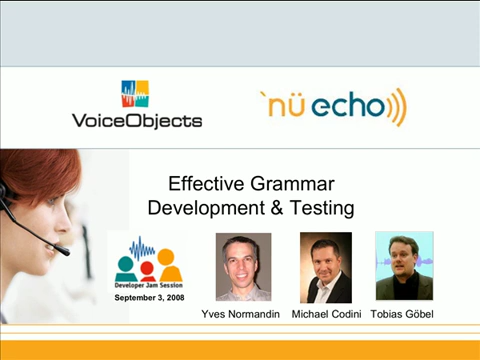 VoiceObjects
`nü echo
Effective Grammar
Development & Testing
Developer Jam Session
September 3, 2008
Yves Normandin Michael Codini Tobias Göbel